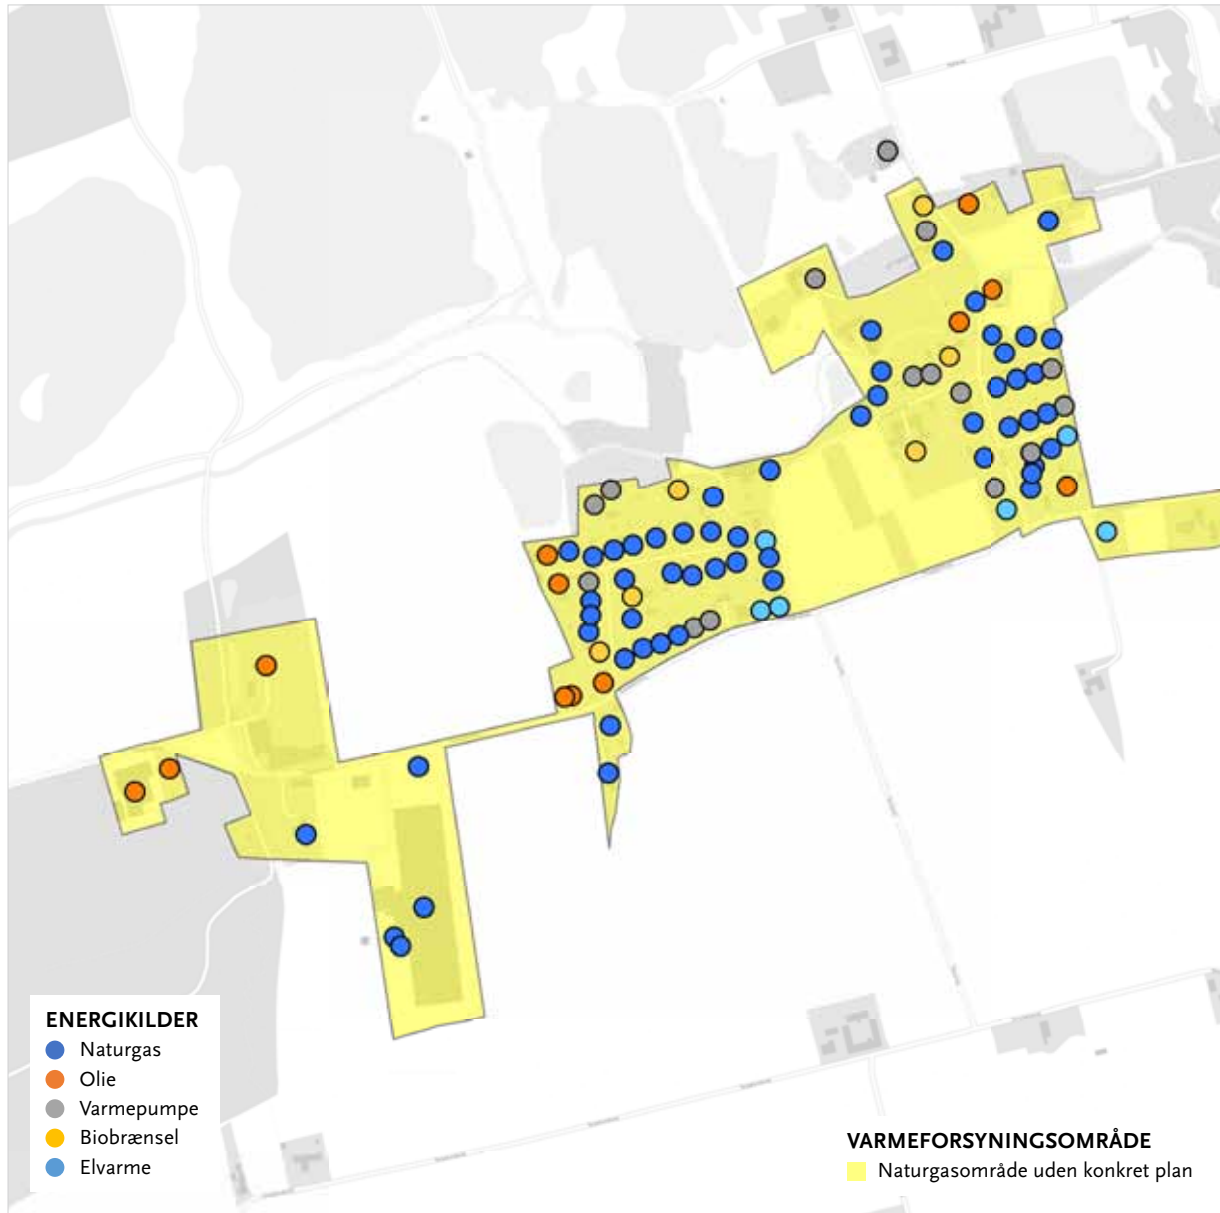 ENERGIKILDER
Naturgas
Olie
Varmepumpe
Biobrænsel
Elvarme
VARMEFORSYNINGSOMRÅDE
Naturgasområde uden konkret plan